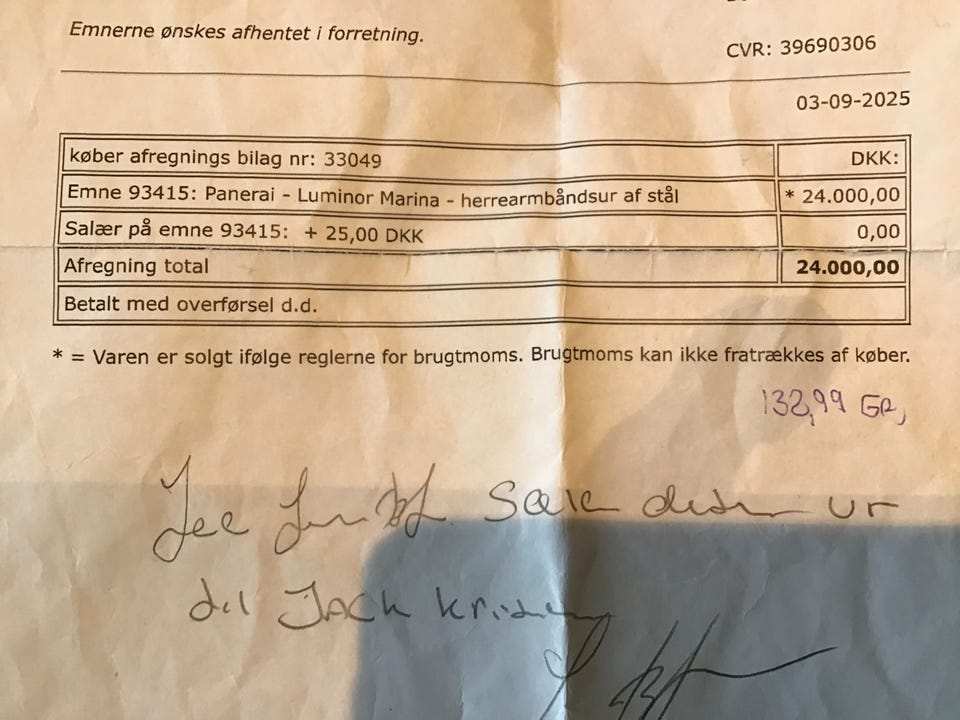 Emnerne ønskes afhentet i forretning.
CVR: 39690306
03-09-2025
køber afregnings bilag nr: 33049 DKK:
Emne 93415: Panerai - Luminor Marina - herrearmbåndsur af stål * 24.000,00
Salær på emne 93415: + 25,00 DKK 0,00
Afregning total 24.000,00
Betalt med overførsel d.d.
* = Varen er solgt ifølge reglerne for brugtmoms. Brugtmoms kan ikke fratrækkes af køber.
132,99 GR,
ur
Jack